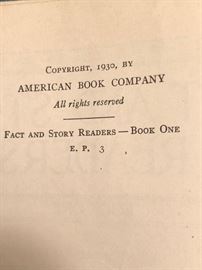 COPYRIGHT, 1930, BY
AMERICAN BOOK COMPANY
All rights reserved
FACT AND STORY READERS — BOOK ONE
E. P. 3